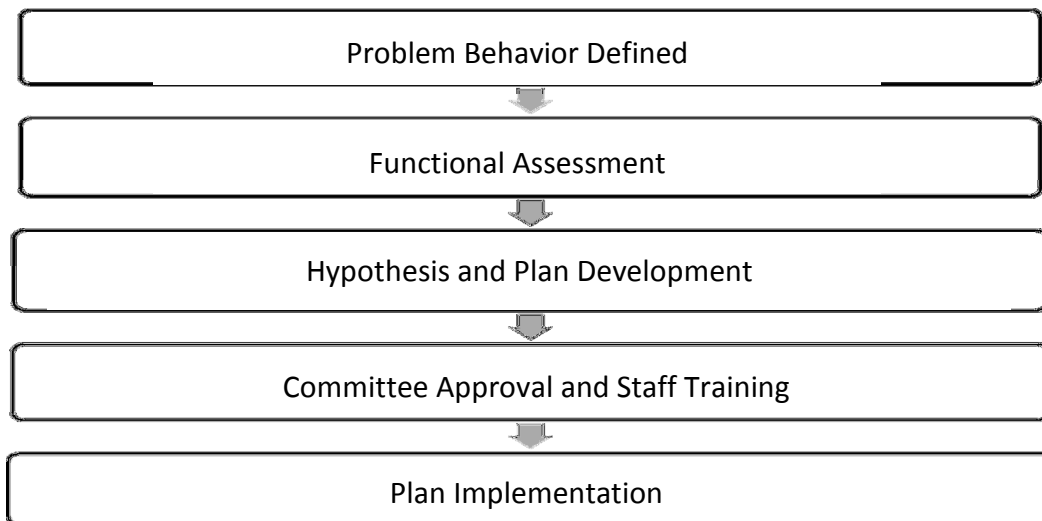 Problem Behavior Defined
Functional Assessment
Hypothesis and Plan Development
Committee Approval and Staff Training
Plan Implementation